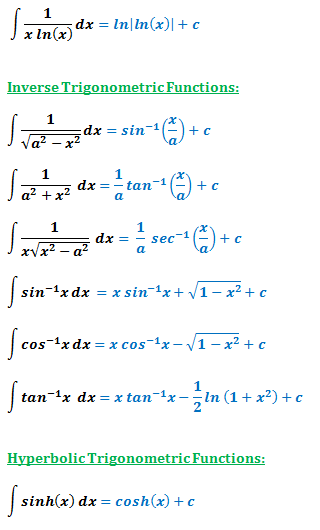 ∫ 1/(x ln(x)) dx = ln|ln(x)| + c
Inverse Trigonometric Functions:
∫ 1/√(a² − x²) dx = sin⁻¹(x/a) + c
∫ 1/(a² + x²) dx = 1/a tan⁻¹(x/a) + c
∫ 1/(x√(x² − a²)) dx = 1/a sec⁻¹(x/a) + c
∫ sin⁻¹x dx = x sin⁻¹x + √(1 − x²) + c
∫ cos⁻¹x dx = x cos⁻¹x − √(1 − x²) + c
∫ tan⁻¹x dx = x tan⁻¹x − 1/2 ln (1 + x²) + c
Hyperbolic Trigonometric Functions:
∫ sinh(x) dx = cosh(x) + c